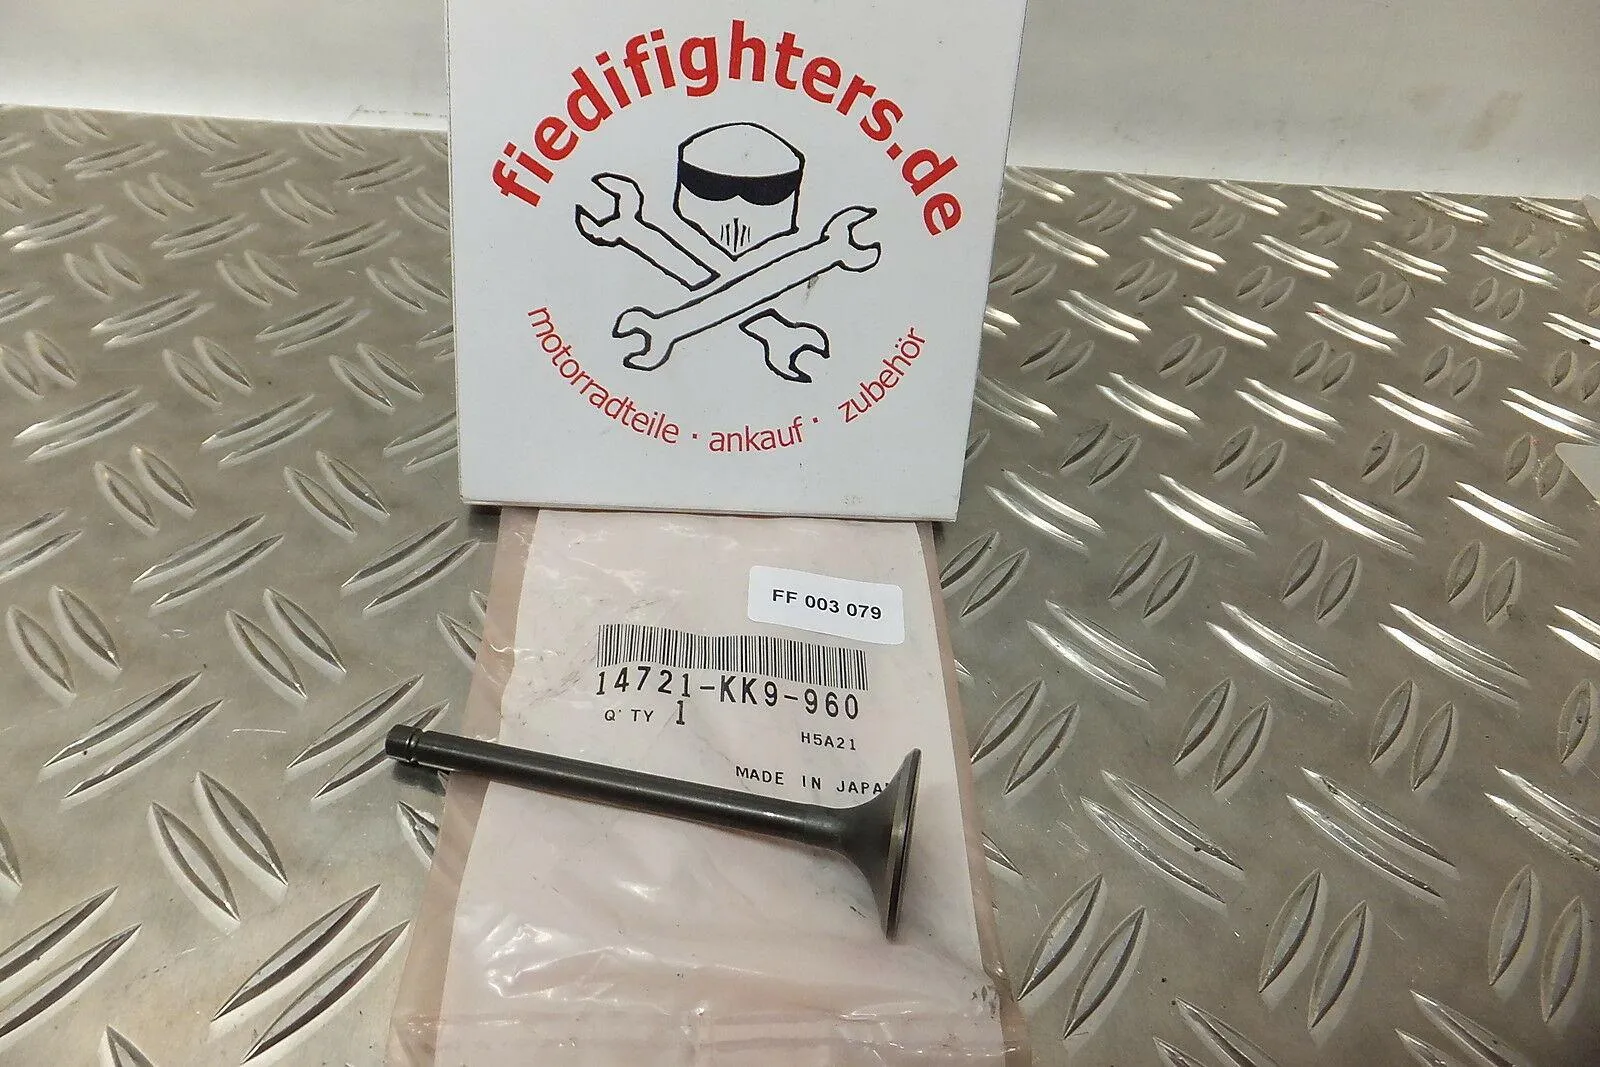 fiedifighters.de
motorradteile · ankauf · zubehör
FF 003 079
14721-KK9-960
Q'TY 1
H5A21
MADE IN JAPA